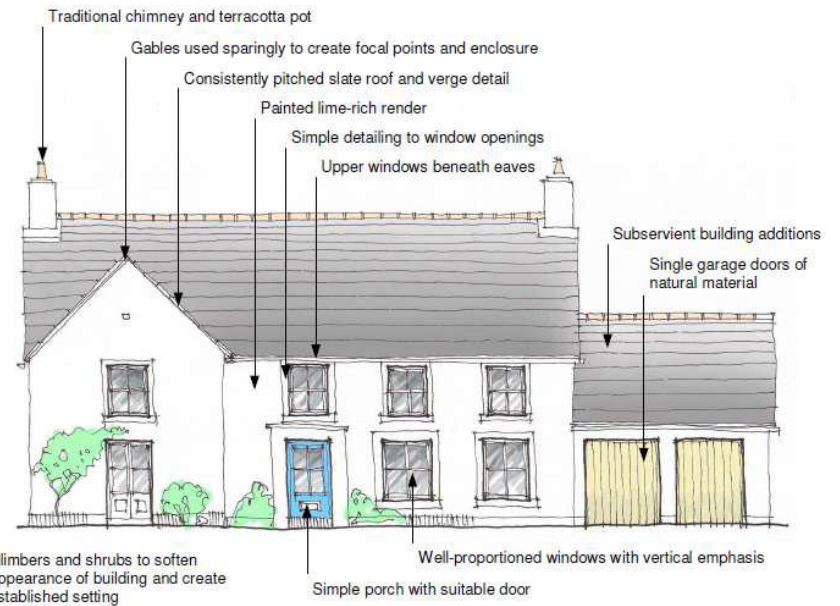 Traditional chimney and terracotta pot
Gables used sparingly to create focal points and enclosure
Consistently pitched slate roof and verge detail
Painted lime-rich render
Simple detailing to window openings
Upper windows beneath eaves
Subservient building additions
Single garage doors of
natural material
limbers and shrubs to soften
ppearance of building and create
stablished setting
Well-proportioned windows with vertical emphasis
Simple porch with suitable door